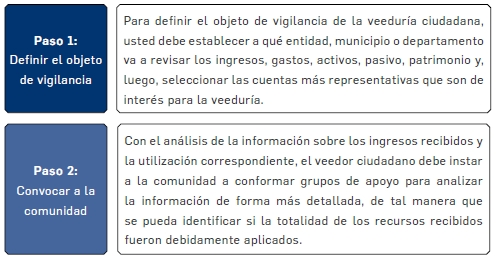 Paso 1:
Definir el objeto
de vigilancia
Para definir el objeto de vigilancia de la veeduría ciudadana,
usted debe establecer a qué entidad, municipio o departamento
va a revisar los ingresos, gastos, activos, pasivo, patrimonio y,
luego, seleccionar las cuentas más representativas que son de
interés para la veeduría.
Paso 2:
Convocar a la
comunidad
Con el análisis de la información sobre los ingresos recibidos y
la utilización correspondiente, el veedor ciudadano debe instar
a la comunidad a conformar grupos de apoyo para analizar
la información de forma más detallada, de tal manera que
se pueda identificar si la totalidad de los recursos recibidos
fueron debidamente aplicados.